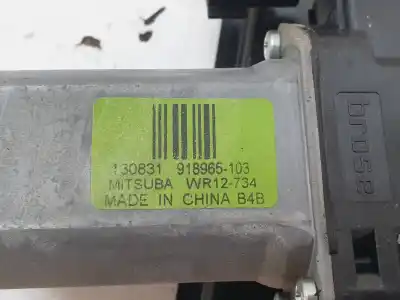 130831 918965-103
MITSUBA WR12-734
MADE IN CHINA B4B
brose